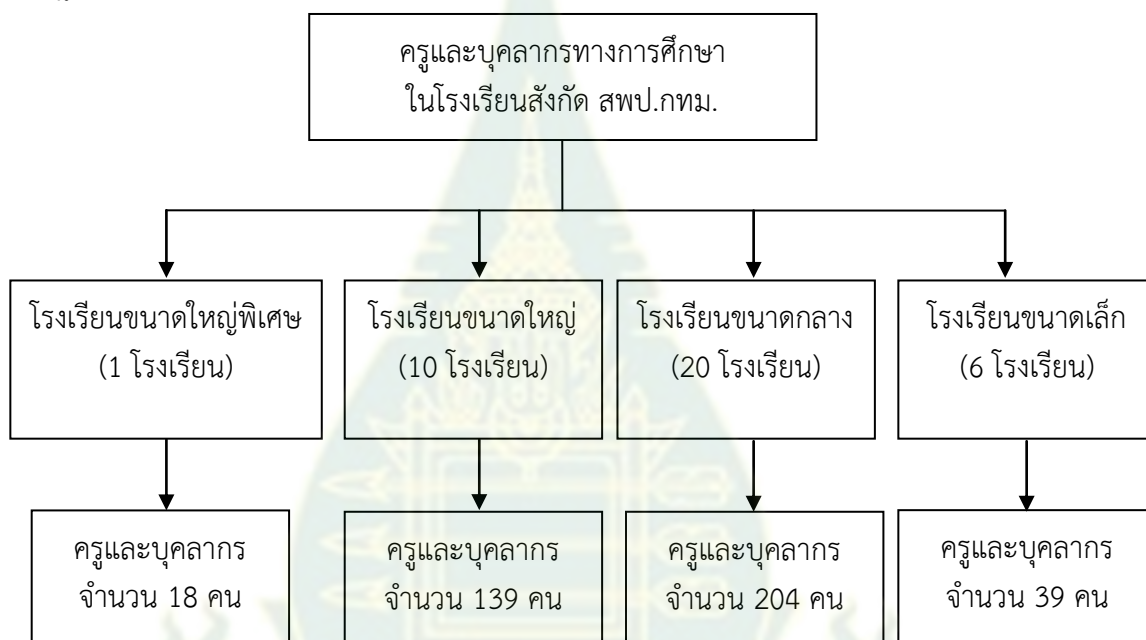 ครูและบุคลากรทางการศึกษา
ในโรงเรียนสังกัด สพป.กทม.
โรงเรียนขนาดใหญ่พิเศษ
(1 โรงเรียน)
โรงเรียนขนาดใหญ่
(10 โรงเรียน)
โรงเรียนขนาดกลาง
(20 โรงเรียน)
โรงเรียนขนาดเล็ก
(6 โรงเรียน)
ครูและบุคลากร
จำนวน 18 คน
ครูและบุคลากร
จำนวน 139 คน
ครูและบุคลากร
จำนวน 204 คน
ครูและบุคลากร
จำนวน 39 คน